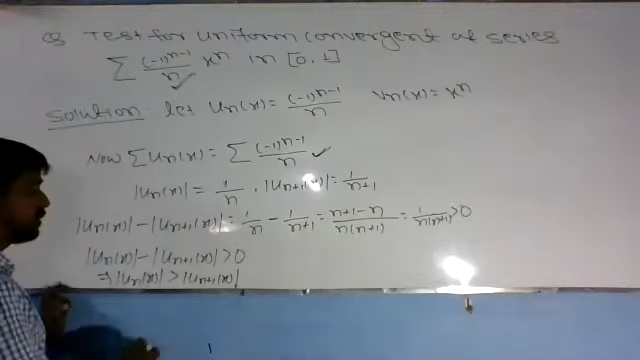 Q Test for uniform convergent of series
∑ (-1)^{n-1}/n x^n in [0, 1]
Solution: let Un(x) = (-1)^{n-1}/n Vn(x) = x^n
Now ∑ Un(x) = ∑ (-1)^{n-1}/n ✓
|Un(x)| = 1/n . |Un+1(x)| = 1/n+1
|Un(x)| - |Un+1(x)| = 1/n - 1/n+1 = n+1-n/n(n+1) = 1/n(n+1) > 0
|Un(x)| - |Un+1(x)| > 0
⇒ |Un(x)| > |Un+1(x)|